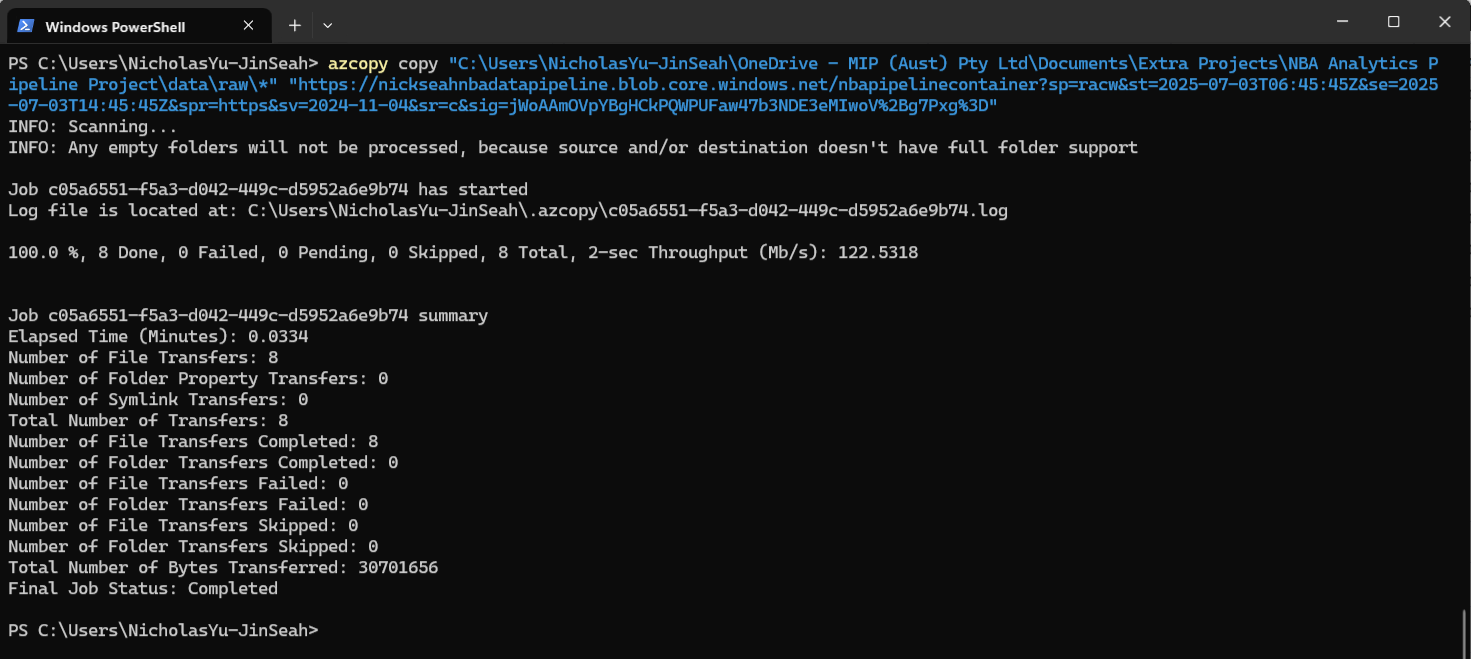 Windows PowerShell
PS C:\Users\NicholasYu-JinSeah> azcopy copy "C:\Users\NicholasYu-JinSeah\OneDrive - MIP (Aust) Pty Ltd\Documents\Extra Projects\NBA Analytics P
ipeline Project\data\raw\*" "https://nickseahnbadatapipeline.blob.core.windows.net/nbapipelinecontainer?sp=racw&st=2025-07-03T06:45:45Z&se=2025
-07-03T14:45:45Z&spr=https&sv=2024-11-04&sr=c&sig=jWoAAmOVpYBgHCkPQWPUFaw47b3NDE3eMIwoV%2Bg7Pxg%3D"
INFO: Scanning...
INFO: Any empty folders will not be processed, because source and/or destination doesn't have full folder support

Job c05a6551-f5a3-d042-449c-d5952a6e9b74 has started
Log file is located at: C:\Users\NicholasYu-JinSeah\.azcopy\c05a6551-f5a3-d042-449c-d5952a6e9b74.log

100.0 %, 8 Done, 0 Failed, 0 Pending, 0 Skipped, 8 Total, 2-sec Throughput (Mb/s): 122.5318

Job c05a6551-f5a3-d042-449c-d5952a6e9b74 summary
Elapsed Time (Minutes): 0.0334
Number of File Transfers: 8
Number of Folder Property Transfers: 0
Number of Symlink Transfers: 0
Total Number of Transfers: 8
Number of File Transfers Completed: 8
Number of Folder Transfers Completed: 0
Number of File Transfers Failed: 0
Number of Folder Transfers Failed: 0
Number of File Transfers Skipped: 0
Number of Folder Transfers Skipped: 0
Total Number of Bytes Transferred: 30701656
Final Job Status: Completed

PS C:\Users\NicholasYu-JinSeah>